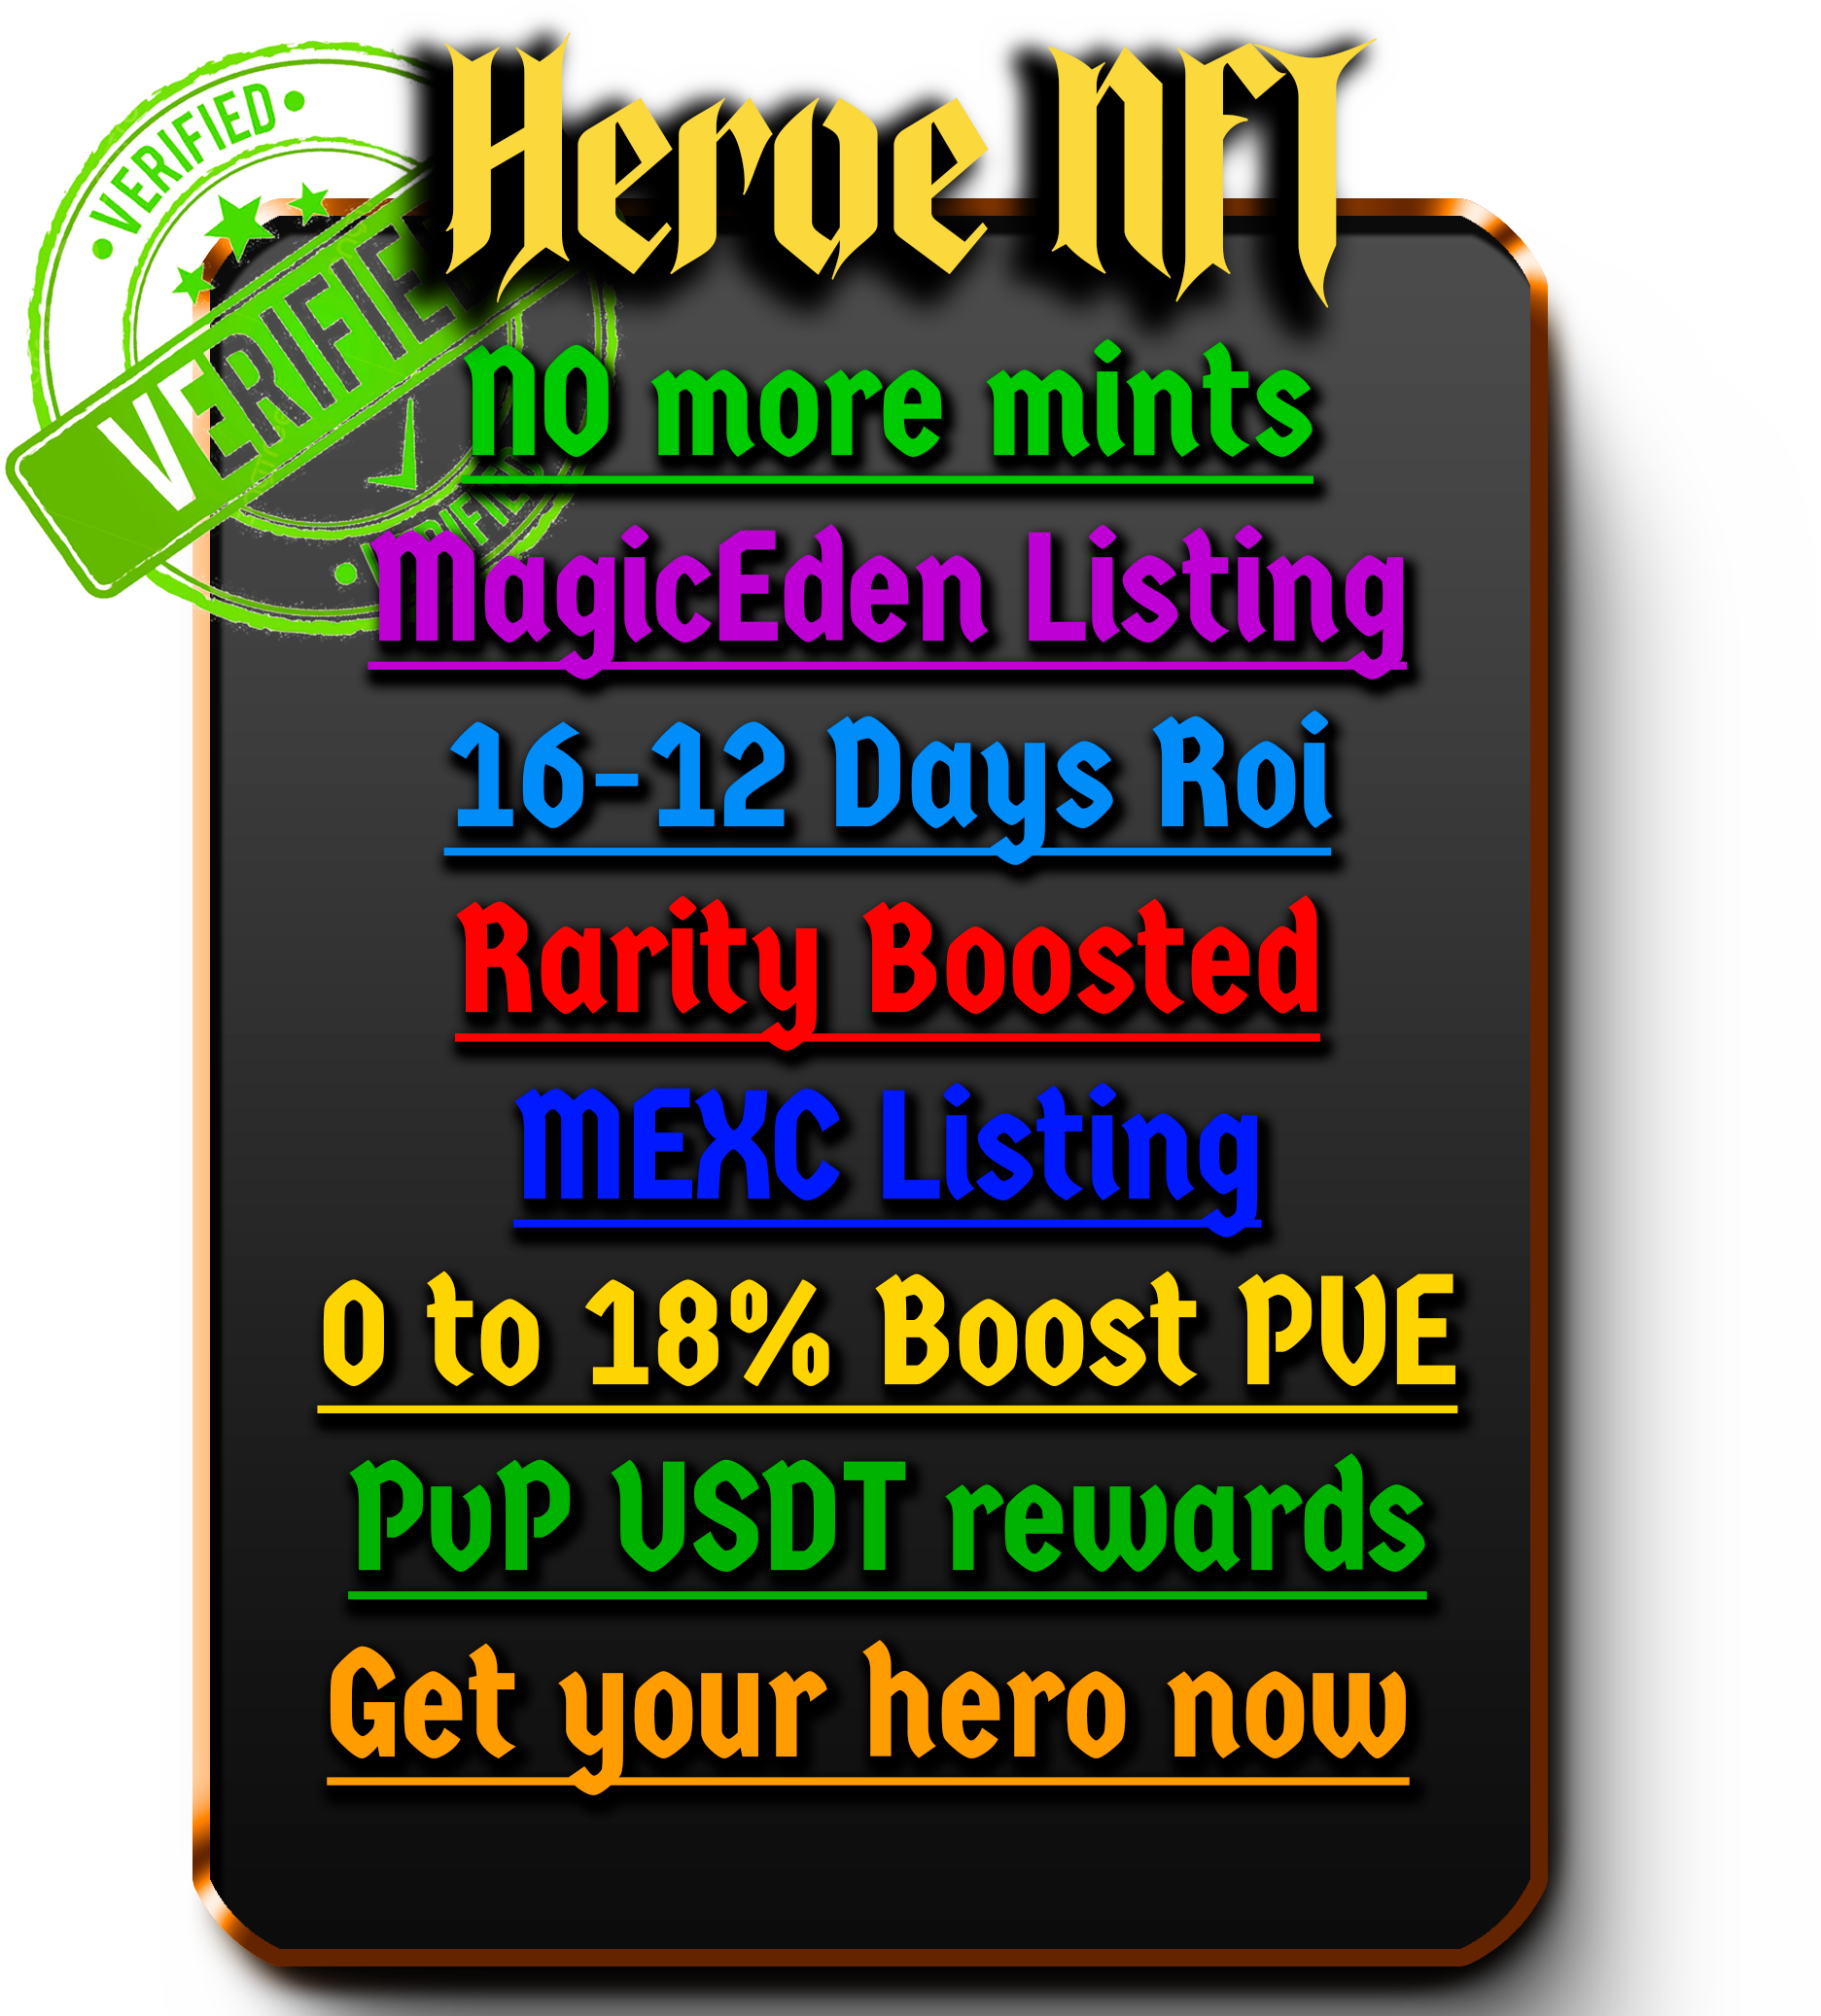 Heroe NFT
VERIFIED
VERIFIED
VERIFIED
NO more mints
MagicEden Listing
16-12 Days Roi
Rarity Boosted
MEXC Listing
0 to 18% Boost PVE
PvP USDT rewards
Get your hero now